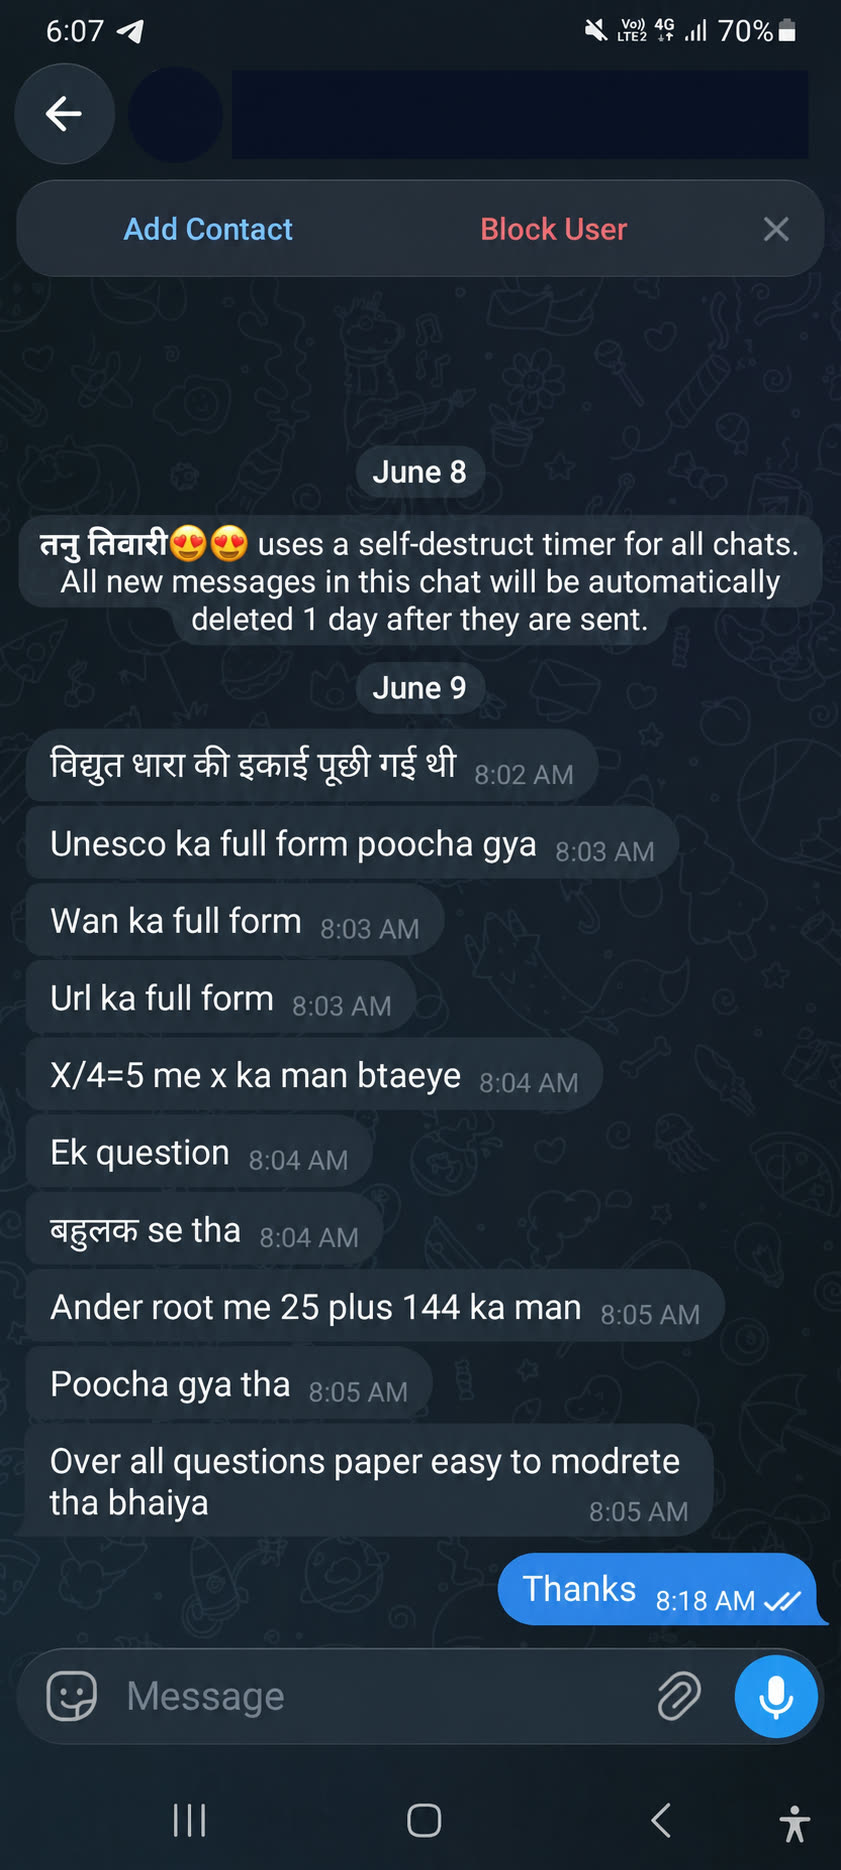 6:07
Vo)) 4G
LTE2
70%
Add Contact
Block User
June 8
तनु तिवारी😍😍 uses a self-destruct timer for all chats.
All new messages in this chat will be automatically
deleted 1 day after they are sent.
June 9
विद्युत धारा की इकाई पूछी गई थी 8:02 AM
Unesco ka full form poocha gya 8:03 AM
Wan ka full form 8:03 AM
Url ka full form 8:03 AM
X/4=5 me x ka man btaeye 8:04 AM
Ek question 8:04 AM
बहुलक se tha 8:04 AM
Ander root me 25 plus 144 ka man 8:05 AM
Poocha gya tha 8:05 AM
Over all questions paper easy to modrete
tha bhaiya 8:05 AM
Thanks 8:18 AM
Message